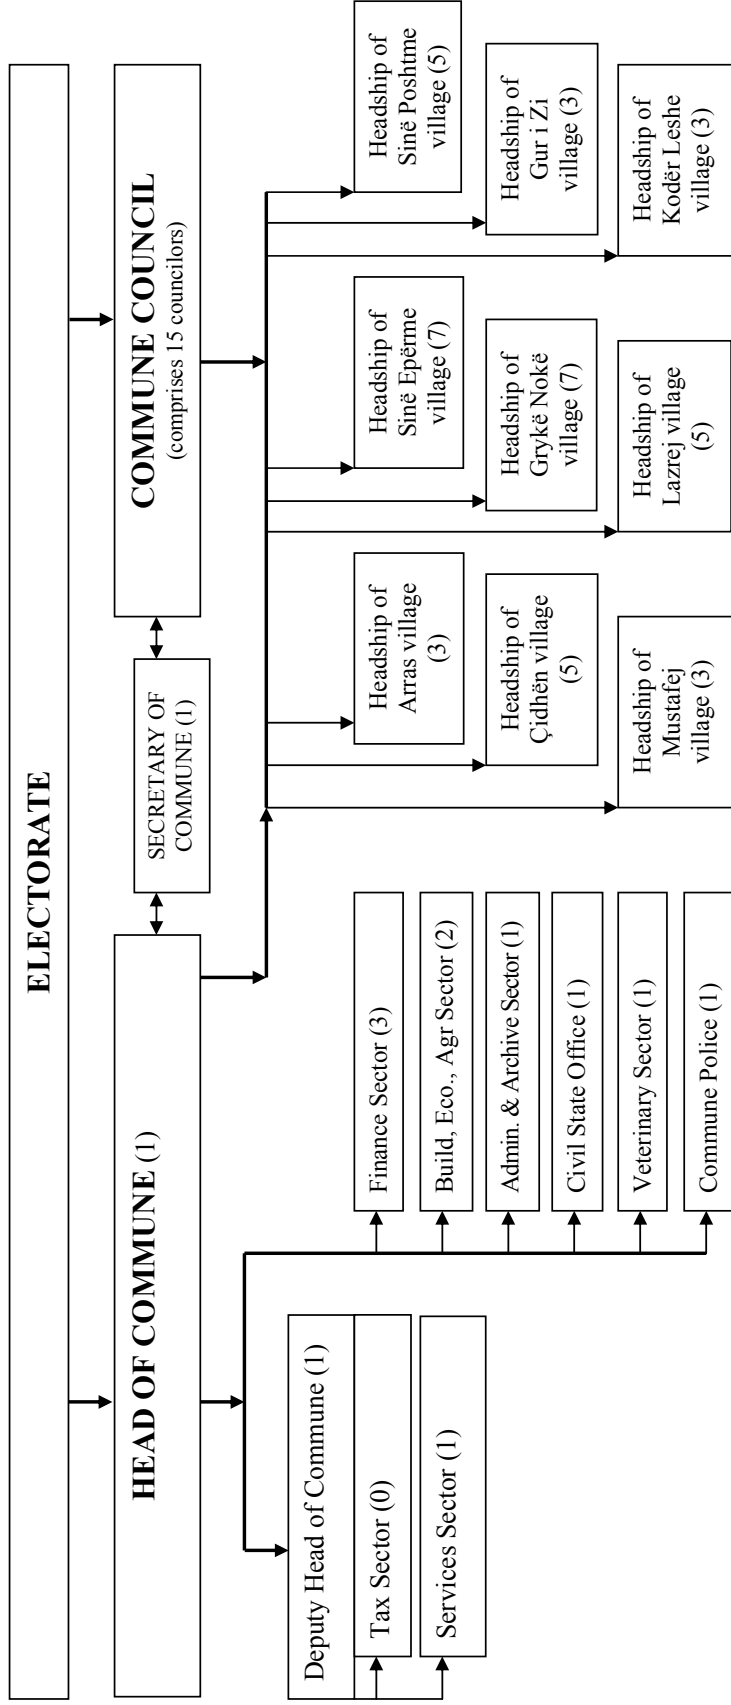 ELECTORATE
HEAD OF COMMUNE (1)
SECRETARY OF
COMMUNE (1)
COMMUNE COUNCIL
(comprises 15 councilors)
Deputy Head of Commune (1)
Tax Sector (0)
Services Sector (1)
Finance Sector (3)
Build, Eco., Agr Sector (2)
Admin. & Archive Sector (1)
Civil State Office (1)
Veterinary Sector (1)
Commune Police (1)
Headship of
Arras village
(3)
Headship of
Çidhën village
(5)
Headship of
Mustafej
village (3)
Headship of
Sinë Epërme
village (7)
Headship of
Grykë Nokë
village (7)
Headship of
Lazrej village
(5)
Headship of
Sinë Poshtme
village (5)
Headship of
Gur i Zi
village (3)
Headship of
Kodër Leshe
village (3)